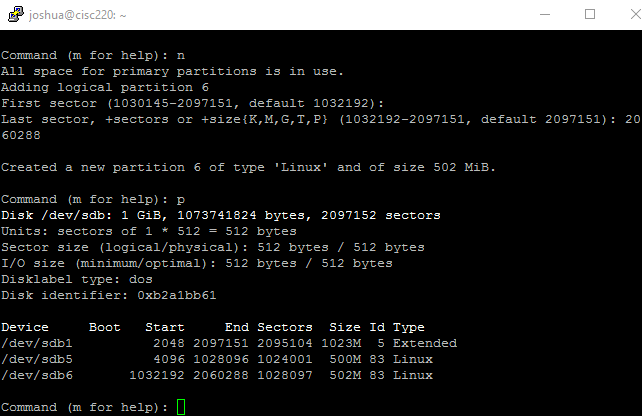 joshua@cisc220: ~
Command (m for help): n
All space for primary partitions is in use.
Adding logical partition 6
First sector (1030145-2097151, default 1032192):
Last sector, +sectors or +size{K,M,G,T,P} (1032192-2097151, default 2097151): 20
60288
Created a new partition 6 of type 'Linux' and of size 502 MiB.
Command (m for help): p
Disk /dev/sdb: 1 GiB, 1073741824 bytes, 2097152 sectors
Units: sectors of 1 * 512 = 512 bytes
Sector size (logical/physical): 512 bytes / 512 bytes
I/O size (minimum/optimal): 512 bytes / 512 bytes
Disklabel type: dos
Disk identifier: 0xb2a1bb61
Device     Boot   Start     End Sectors  Size Id Type
/dev/sdb1          2048 2097151 2095104 1023M  5 Extended
/dev/sdb5          4096 1028096 1024001  500M 83 Linux
/dev/sdb6       1032192 2060288 1028097  502M 83 Linux
Command (m for help):